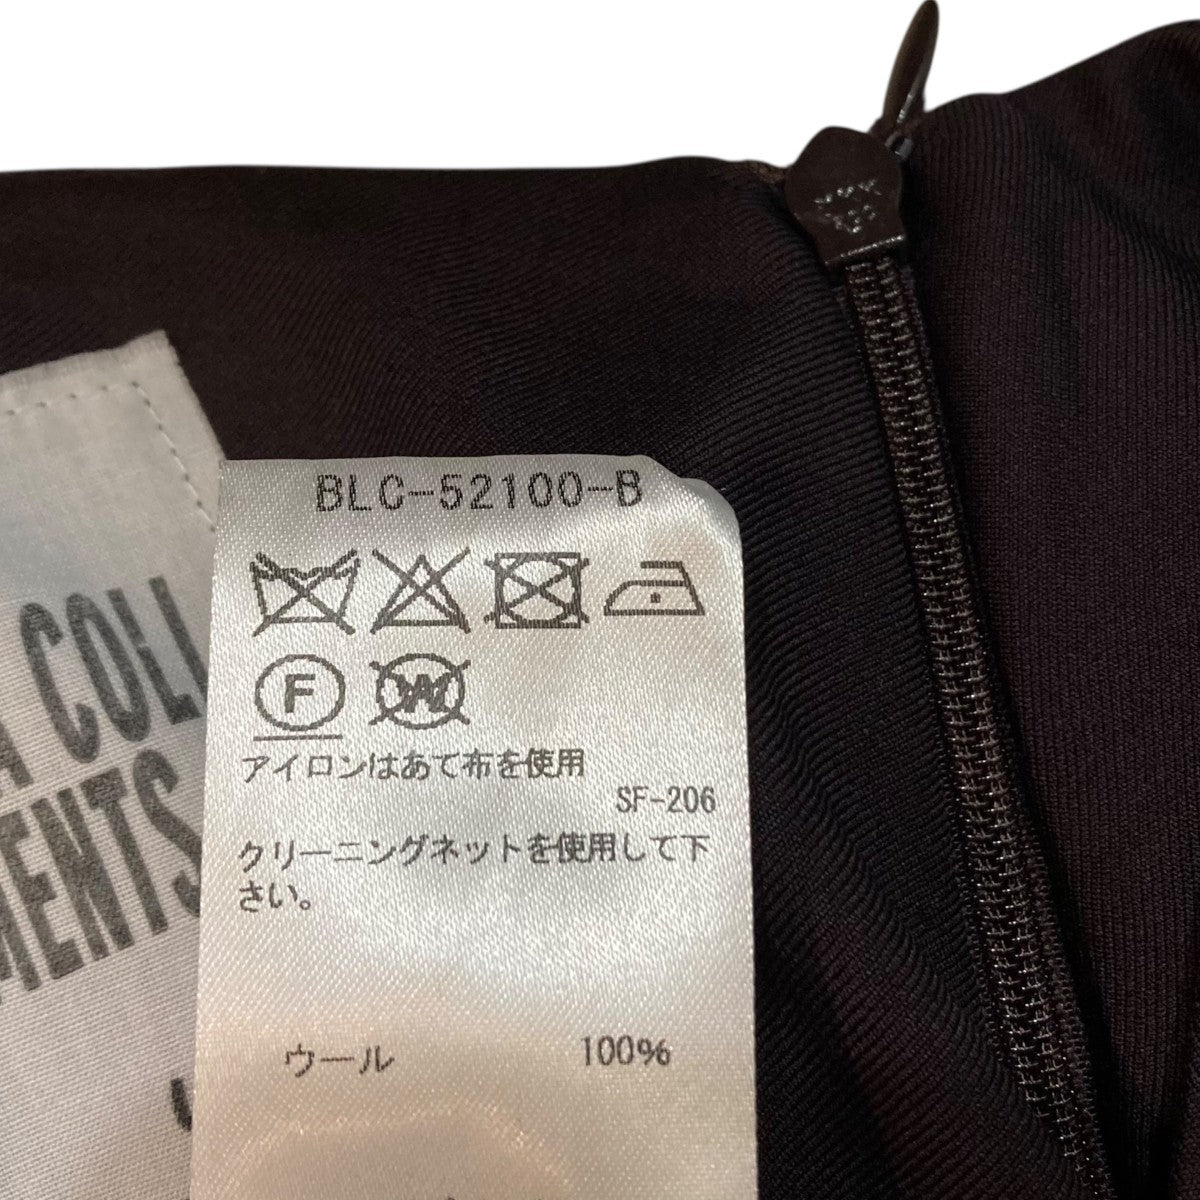 BLC-52100-B
F
W
アイロンはあて布を使用
SF-206
クリーニングネットを使用して下
さい。
ウール 100%
A COLL
MENTS